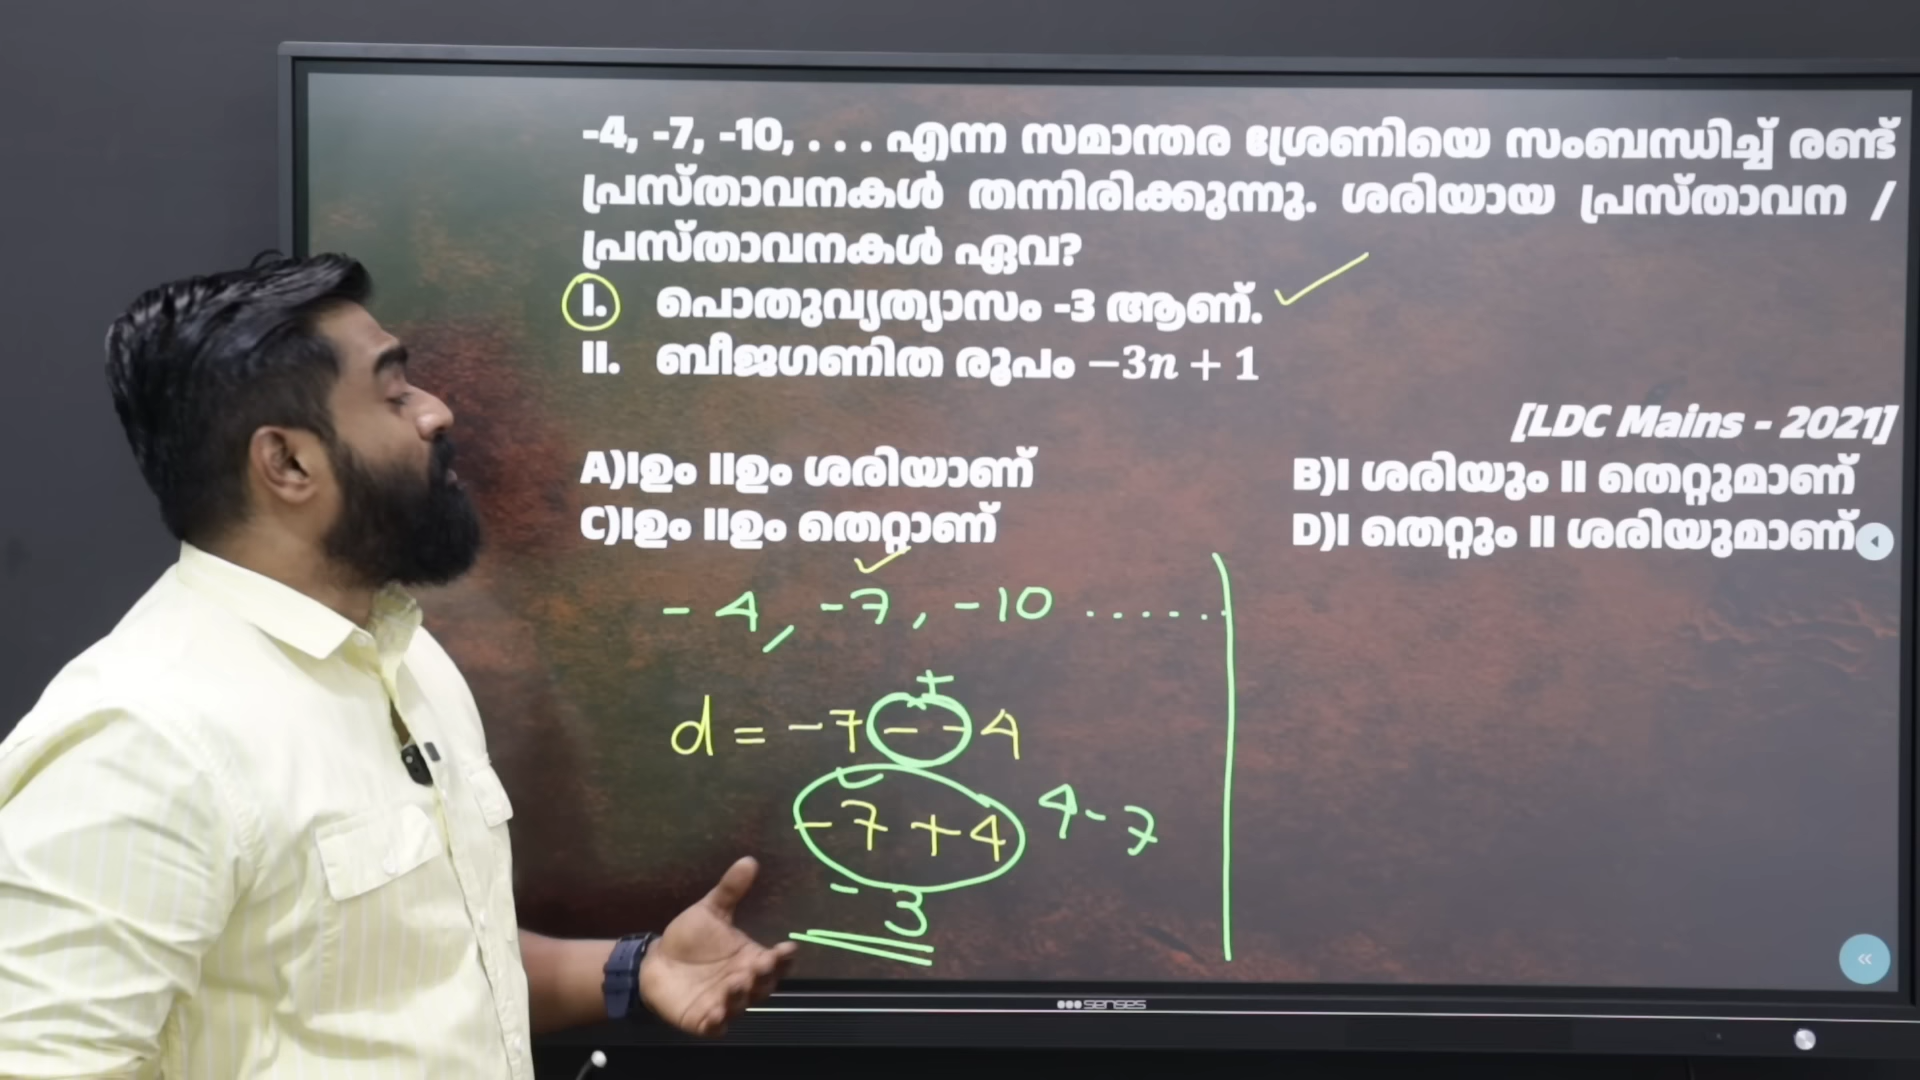 -4, -7, -10, . . . എന്ന സമാന്തര ശ്രേണിയെ സംബന്ധിച്ച് രണ്ട്
പ്രസ്താവനകൾ തന്നിരിക്കുന്നു. ശരിയായ പ്രസ്താവന /
പ്രസ്താവനകൾ ഏവ?
I. പൊതുവ്യത്യാസം -3 ആണ്.
II. ബീജഗണിത രൂപം −3n + 1
[LDC Mains - 2021]
A)Iഉം IIഉം ശരിയാണ് B)I ശരിയും II തെറ്റുമാണ്
C)Iഉം IIഉം തെറ്റാണ് D)I തെറ്റും II ശരിയുമാണ്
- 4, -7, -10 ......
+
d = -7 - - 4
-7 + 4 4 - 7
- 3
senses